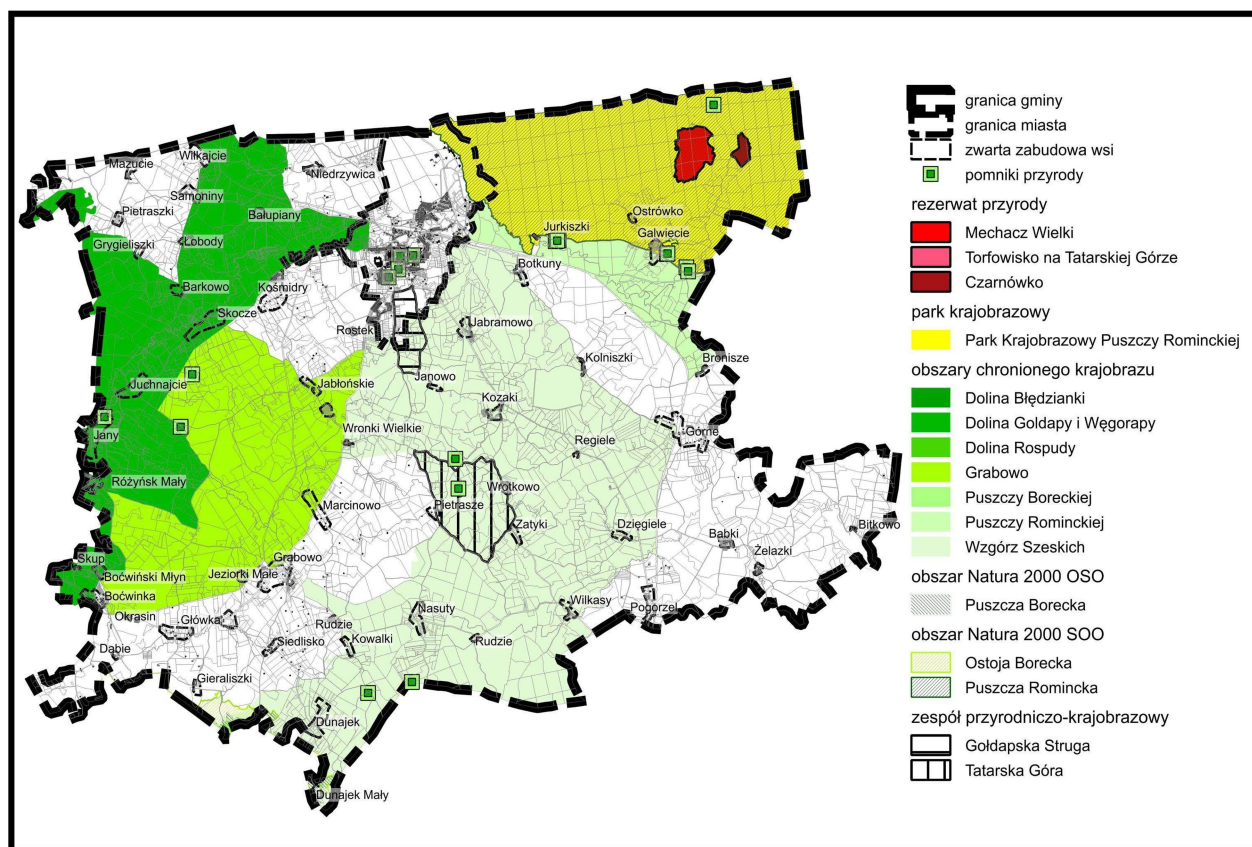 granica gminy
granica miasta
zwarta zabudowa wsi
pomniki przyrody
rezerwat przyrody
Mechacz Wielki
Torfowisko na Tatarskiej Górze
Czarnówko
park krajobrazowy
Park Krajobrazowy Puszczy Rominckiej
obszary chronionego krajobrazu
Dolina Błędzianki
Dolina Goldapy i Węgorapy
Dolina Rospudy
Grabowo
Puszczy Boreckiej
Puszczy Rominckiej
Wzgórz Szeskich
obszar Natura 2000 OSO
Puszcza Borecka
obszar Natura 2000 SOO
Ostoja Borecka
Puszcza Romincka
zespół przyrodniczo-krajobrazowy
Gołdapska Struga
Tatarska Góra
Wiłkajcie
Mazucie
Niedrzywica
Samoniny
Pietraszki
Bałupiany
Ostrówko
Jurkiszki
Galwiecie
Grygieliszki
Łobody
Botkuny
Barkowo
Kośmidry
Skocze
Rostek
Jabramowo
Kolniszki
Bronisze
Juchnajcie
Jabłońskie
Janowo
Kozaki
Jany
Wronki Wielkie
Regiele
Górne
Różyńsk Mały
Wrotkowo
Marcinowo
Pietrasze
Zatyki
Dzięgiele
Babki
Bitkowo
Żelazki
Skup
Grabowo
Boćwiński Młyn
Jeziorki Małe
Boćwinka
Okrasin
Główka
Rudzie
Nasuty
Wilkasy
Pogorzel
Dąbie
Siedlisko
Kowalki
Rudzie
Gieraliszki
Dunajek
Dunajek Mały